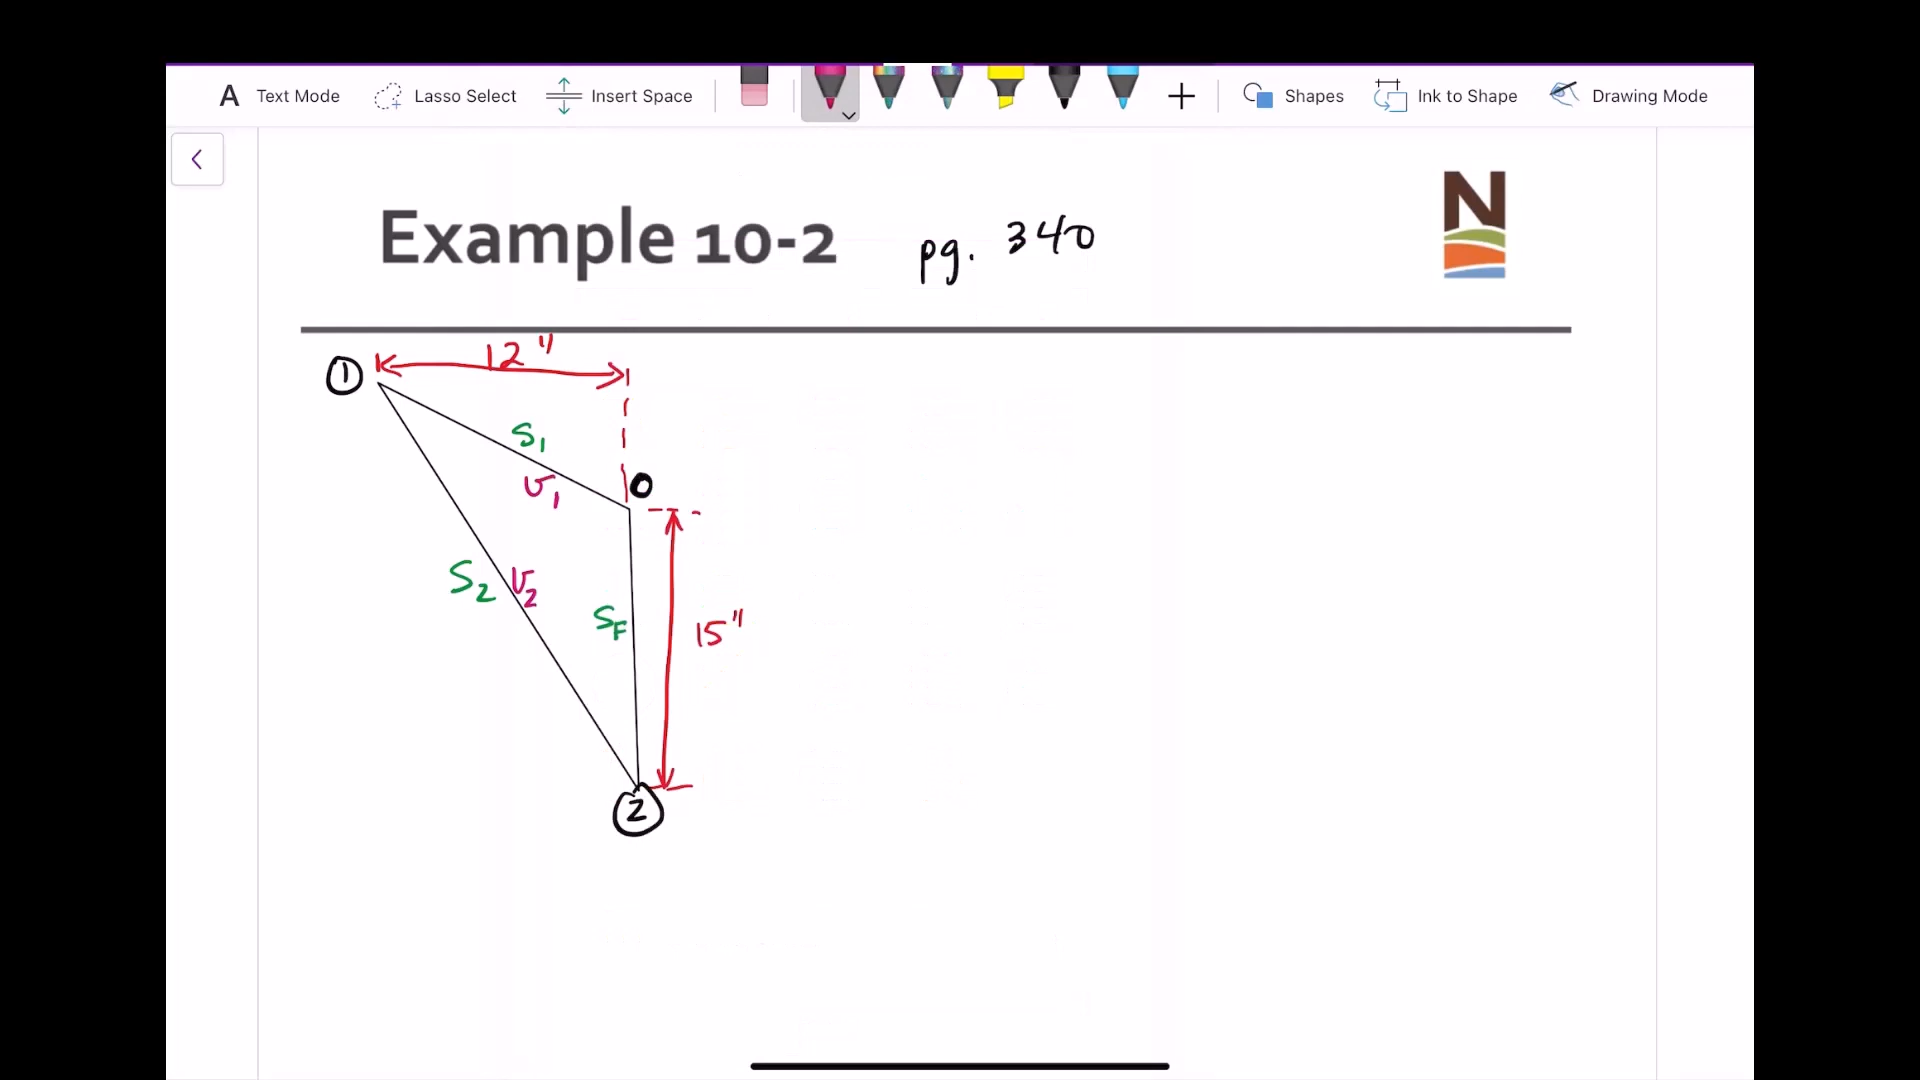 A Text Mode Lasso Select Insert Space Shapes Ink to Shape Drawing Mode
N
Example 10-2 pg. 340
12"
1
S1
0
V1
S2 V2
SF
15"
2